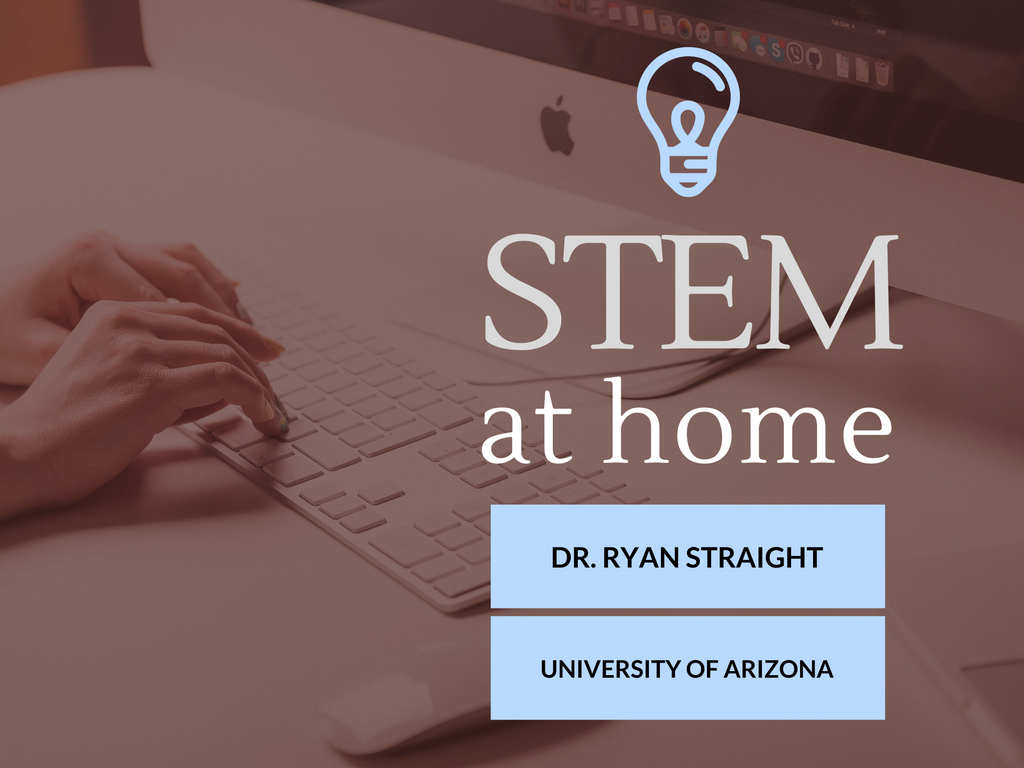 STEM
at home
DR. RYAN STRAIGHT
UNIVERSITY OF ARIZONA